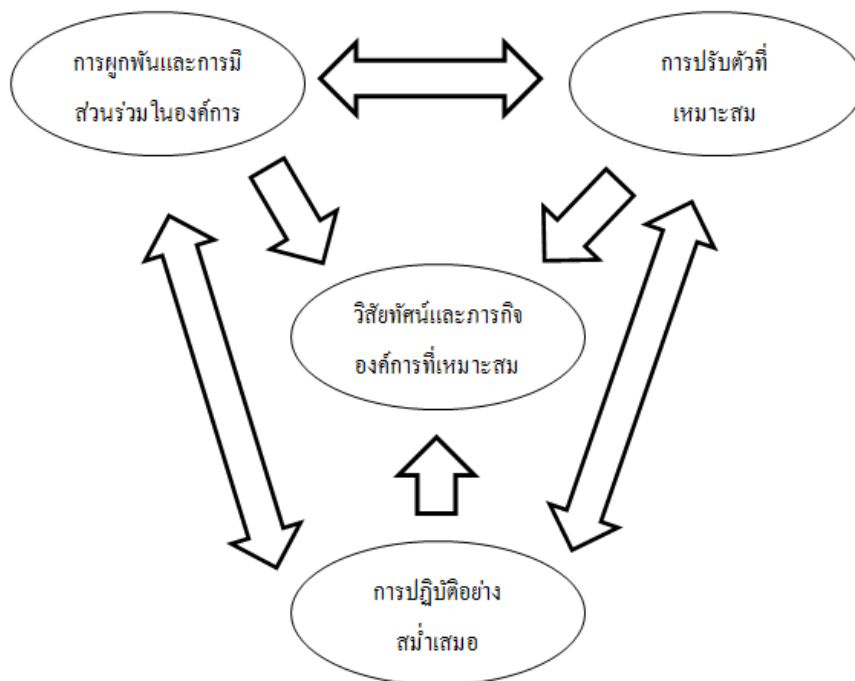 การผูกพันและการมี
ส่วนร่วมในองค์การ
การปรับตัวที่
เหมาะสม
วิสัยทัศน์และภารกิจ
องค์การที่เหมาะสม
การปฏิบัติอย่าง
สม่ำเสมอ